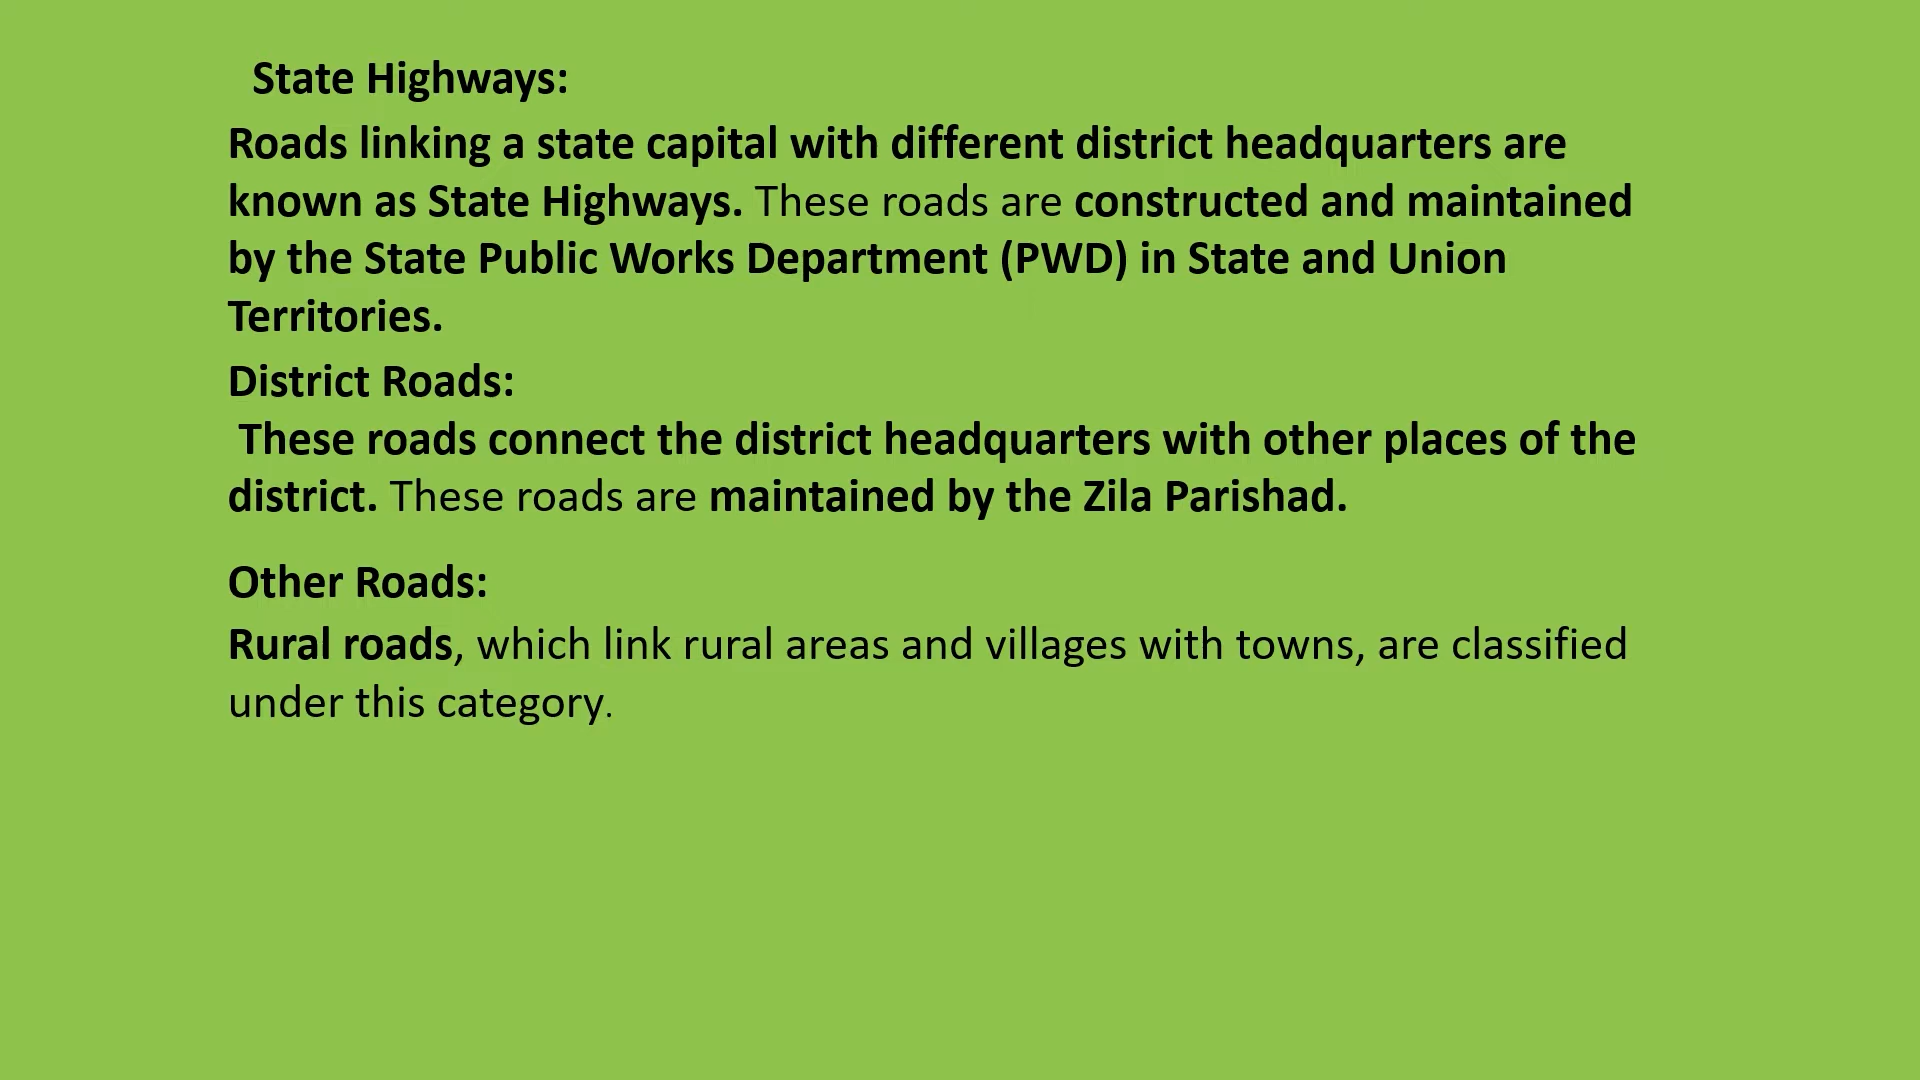 State Highways:
Roads linking a state capital with different district headquarters are
known as State Highways. These roads are constructed and maintained
by the State Public Works Department (PWD) in State and Union
Territories.
District Roads:
These roads connect the district headquarters with other places of the
district. These roads are maintained by the Zila Parishad.
Other Roads:
Rural roads, which link rural areas and villages with towns, are classified
under this category.